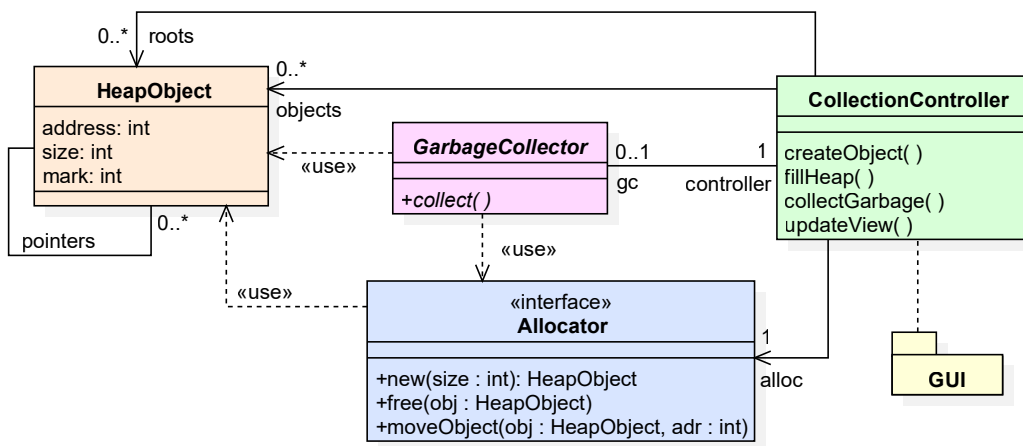 0..* roots
HeapObject
address: int
size: int
mark: int
pointers
0..*
0..*
objects
«use»
GarbageCollector
+collect( )
0..1
gc
1
controller
CollectionController
createObject( )
fillHeap( )
collectGarbage( )
updateView( )
«use»
«use»
«interface»
Allocator
+new(size : int): HeapObject
+free(obj : HeapObject)
+moveObject(obj : HeapObject, adr : int)
1
alloc
GUI